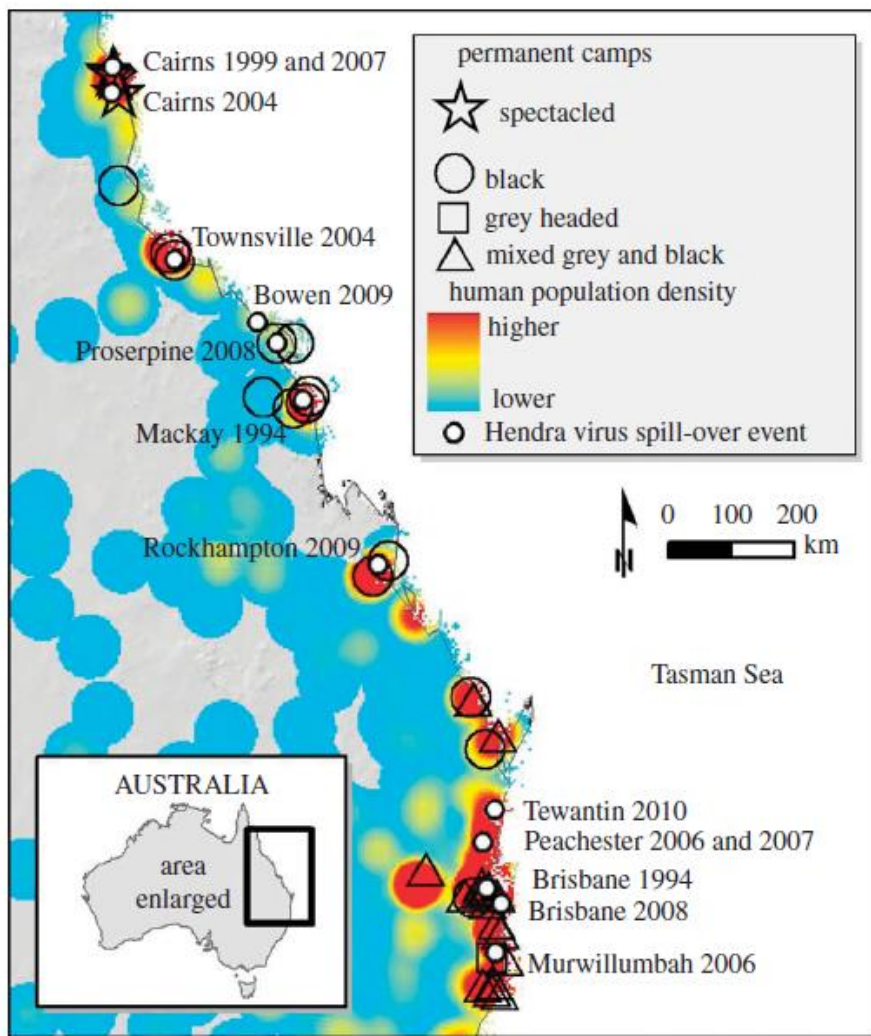 Cairns 1999 and 2007
Cairns 2004
Townsville 2004
Bowen 2009
Proserpine 2008
Mackay 1994
Rockhampton 2009
permanent camps
spectacled
black
grey headed
mixed grey and black
human population density
higher
lower
Hendra virus spill-over event
N
0 100 200
km
Tasman Sea
Tewantin 2010
Peachester 2006 and 2007
Brisbane 1994
Brisbane 2008
Murwillumbah 2006
AUSTRALIA
area
enlarged